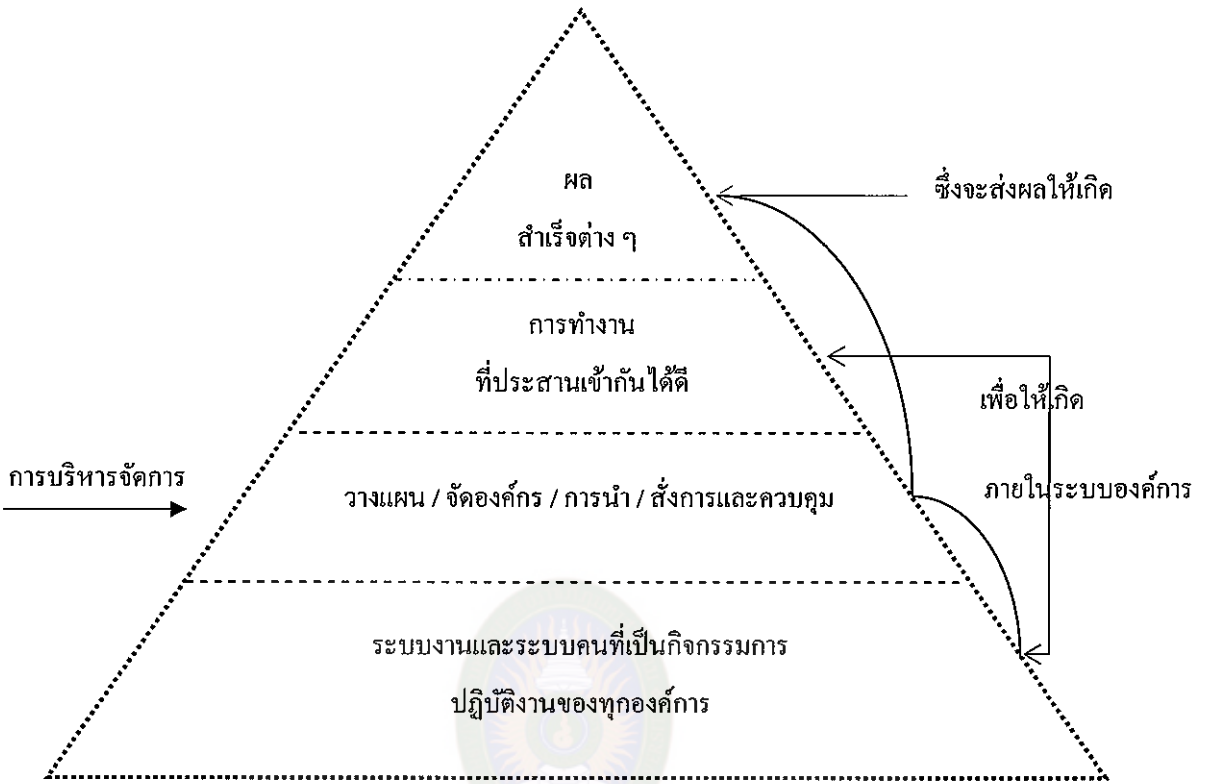 ผล
สำเร็จต่าง ๆ
ซึ่งจะส่งผลให้เกิด
การทำงาน
ที่ประสานเข้ากันได้ดี
เพื่อให้เกิด
การบริหารจัดการ
วางแผน / จัดองค์กร / การนำ / สั่งการและควบคุม
ภายในระบบองค์การ
ระบบงานและระบบคนที่เป็นกิจกรรมการ
ปฏิบัติงานของทุกองค์การ